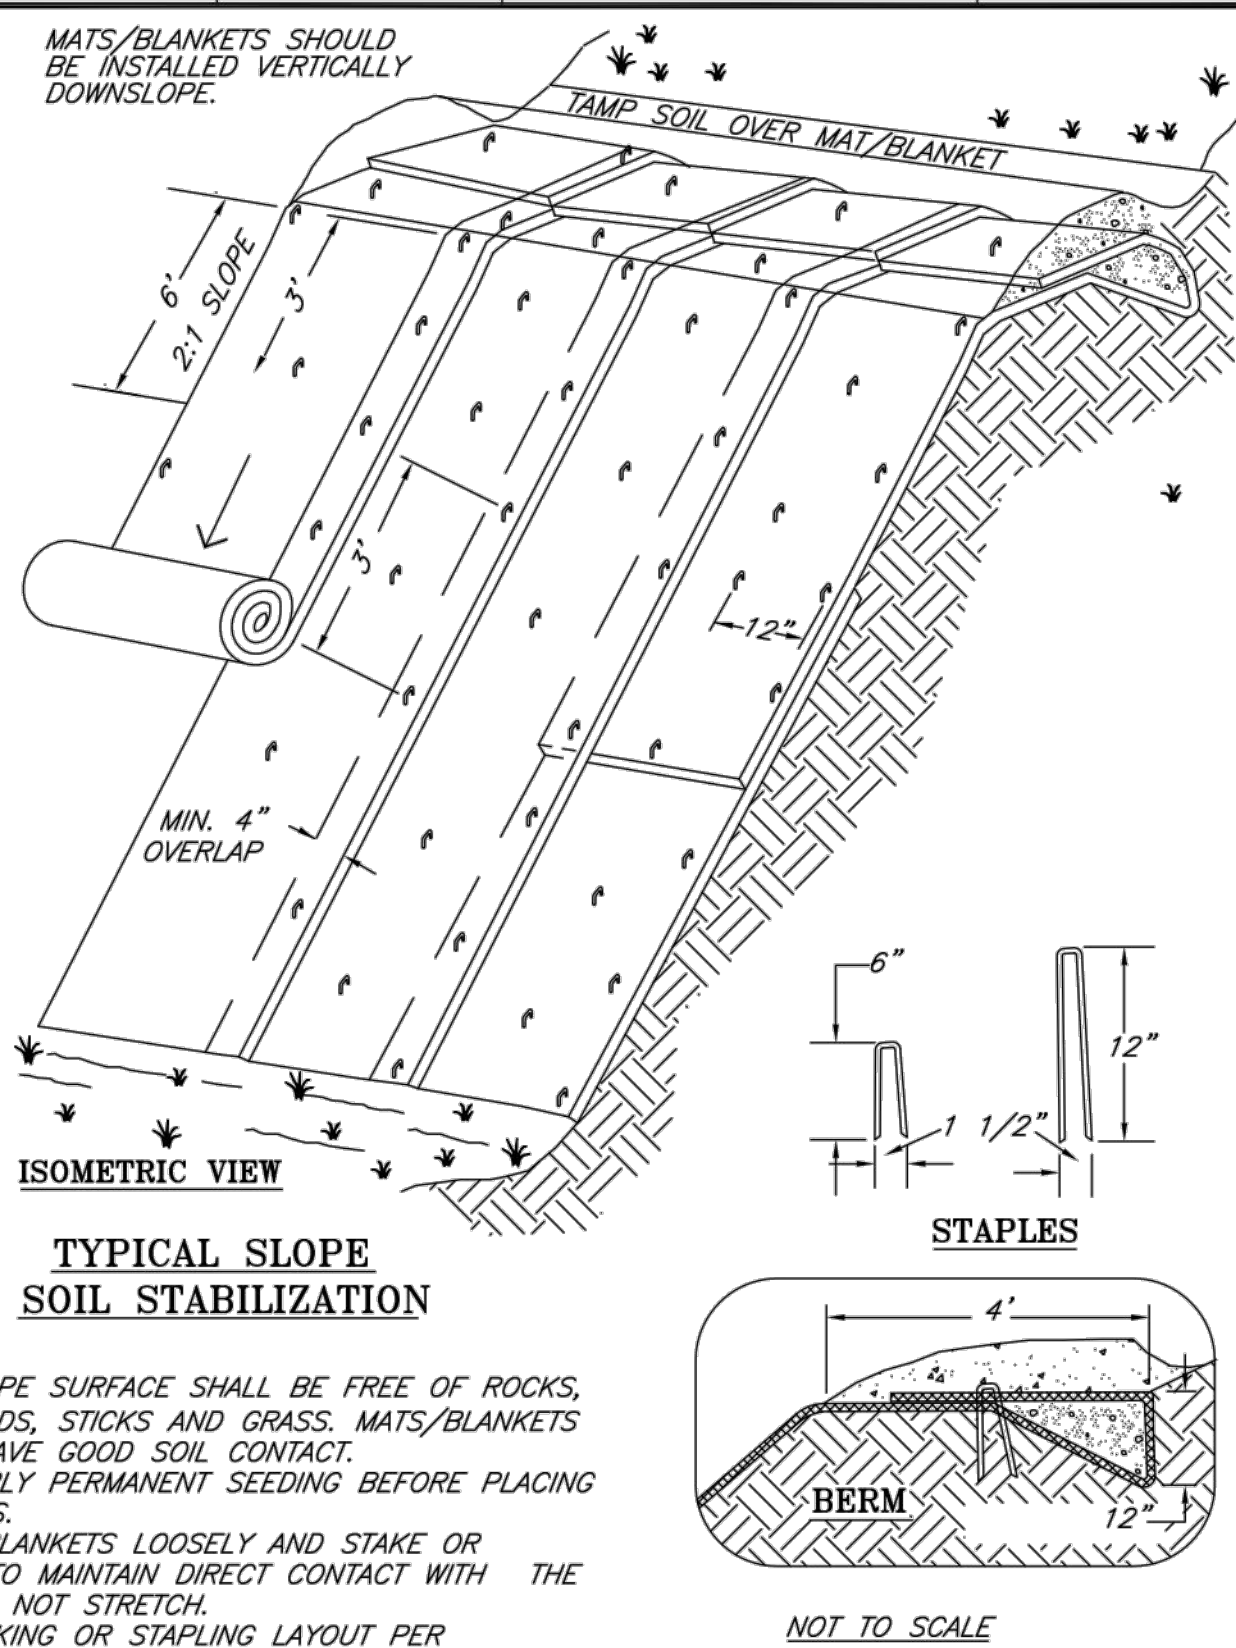 MATS/BLANKETS SHOULD
BE INSTALLED VERTICALLY
DOWNSLOPE.
TAMP SOIL OVER MAT/BLANKET
6'
2:1 SLOPE
3'
3'
12"
MIN. 4"
OVERLAP
6"
12"
1 1/2"
STAPLES
ISOMETRIC VIEW
TYPICAL SLOPE
SOIL STABILIZATION
4'
BERM
12"
NOT TO SCALE
PE SURFACE SHALL BE FREE OF ROCKS,
DS, STICKS AND GRASS. MATS/BLANKETS
AVE GOOD SOIL CONTACT.
LY PERMANENT SEEDING BEFORE PLACING
S.
LANKETS LOOSELY AND STAKE OR
TO MAINTAIN DIRECT CONTACT WITH THE
NOT STRETCH.
KING OR STAPLING LAYOUT PER